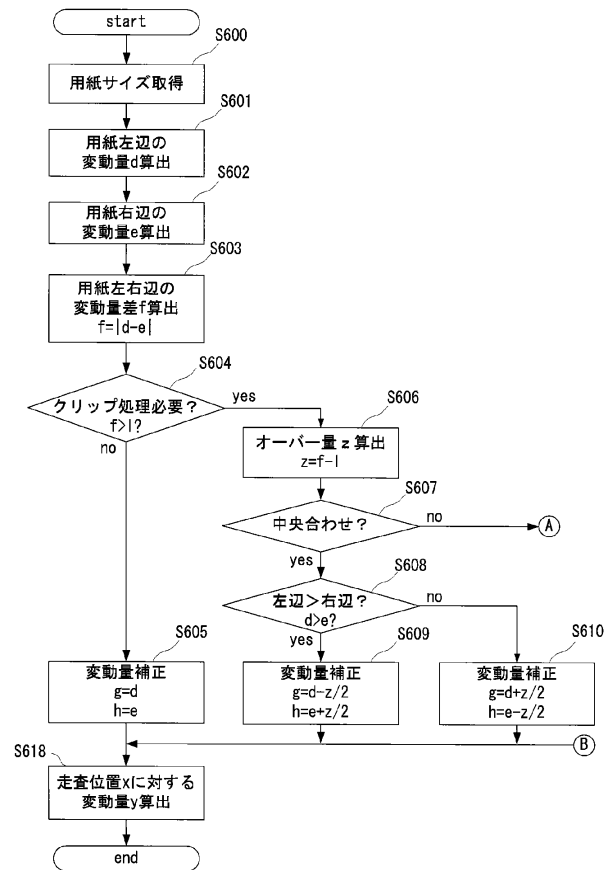 start
S600
用紙サイズ取得
S601
用紙左辺の
変動量d算出
S602
用紙右辺の
変動量e算出
S603
用紙左右辺の
変動量差f算出
f=|d-e|
S604
クリップ処理必要?
f>l?
yes
no
S606
オーバー量z算出
z=f-l
S607
中央合わせ?
no
A
yes
S608
左辺>右辺?
d>e?
no
yes
S605
変動量補正
g=d
h=e
S609
変動量補正
g=d-z/2
h=e+z/2
S610
変動量補正
g=d+z/2
h=e-z/2
B
S618
走査位置xに対する
変動量y算出
end